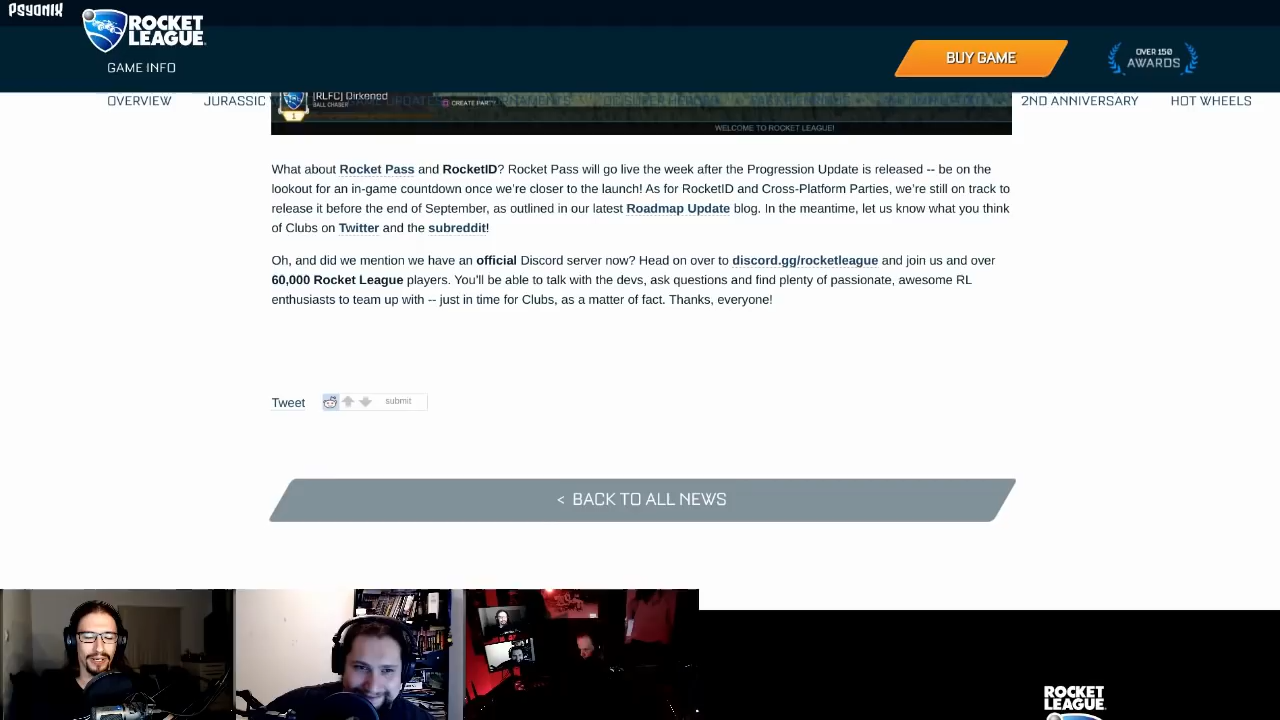 PSYONIX
ROCKET
LEAGUE
GAME INFO
BUY GAME
OVER 150
AWARDS
OVERVIEW
JURASSIC
2ND ANNIVERSARY
HOT WHEELS
[RLFC] Dirkened
BALL CHASER
1
CREATE PARTY
WELCOME TO ROCKET LEAGUE!
What about Rocket Pass and RocketID? Rocket Pass will go live the week after the Progression Update is released -- be on the
lookout for an in-game countdown once we're closer to the launch! As for RocketID and Cross-Platform Parties, we're still on track to
release it before the end of September, as outlined in our latest Roadmap Update blog. In the meantime, let us know what you think
of Clubs on Twitter and the subreddit!
Oh, and did we mention we have an official Discord server now? Head on over to discord.gg/rocketleague and join us and over
60,000 Rocket League players. You'll be able to talk with the devs, ask questions and find plenty of passionate, awesome RL
enthusiasts to team up with -- just in time for Clubs, as a matter of fact. Thanks, everyone!
Tweet
submit
< BACK TO ALL NEWS
ROCKET
LEAGUE